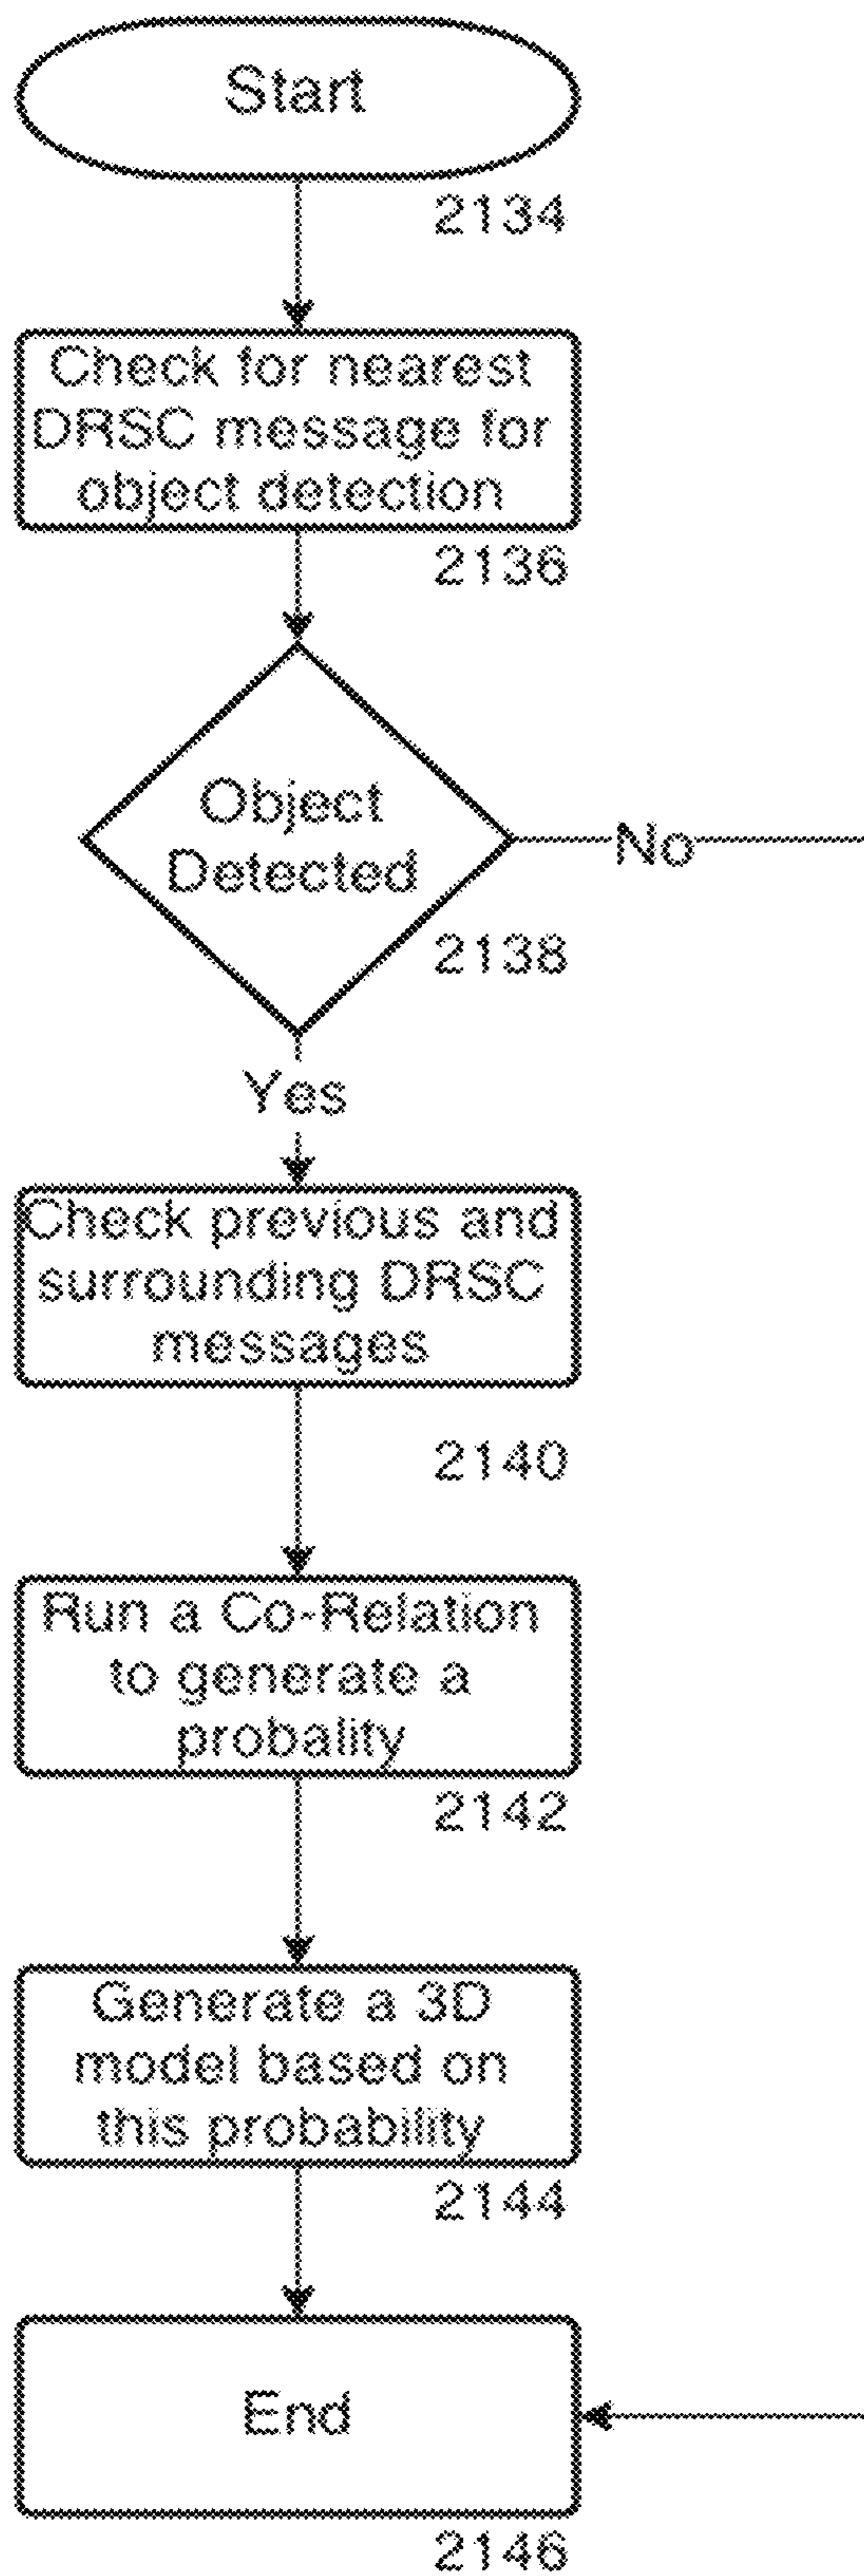 Start
2134
Check for nearest
DRSC message for
object detection
2136
Object
Detected
No
2138
Yes
Check previous and
surrounding DRSC
messages
2140
Run a Co-Relation
to generate a
probality
2142
Generate a 3D
model based on
this probability
2144
End
2146